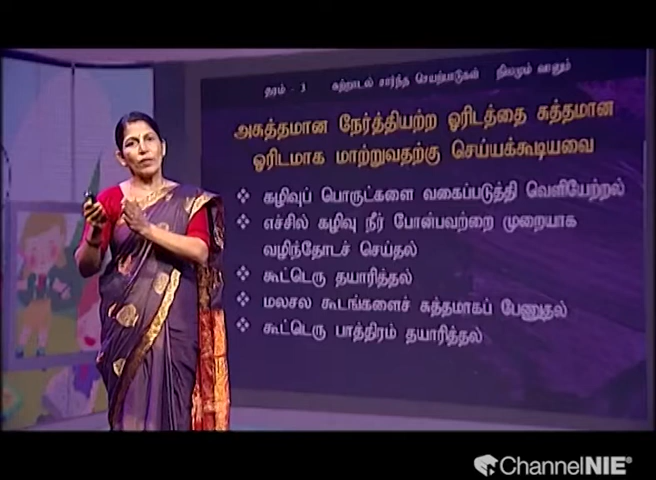 தரம் - 3 சுற்றாடல் சார்ந்த செயற்பாடுகள் நிலமும் வானும்
அசுத்தமான நேர்த்தியற்ற ஓரிடத்தை சுத்தமான
ஓரிடமாக மாற்றுவதற்கு செய்யக்கூடியவை
❖ கழிவுப் பொருட்களை வகைப்படுத்தி வெளியேற்றல்
❖ எச்சில் கழிவு நீர் போன்பவற்றை முறையாக
வழிந்தோடச் செய்தல்
❖ கூட்டெரு தயாரித்தல்
❖ மலசல கூடங்களைச் சுத்தமாகப் பேணுதல்
❖ கூட்டெரு பாத்திரம் தயாரித்தல்
ChannelNIE®